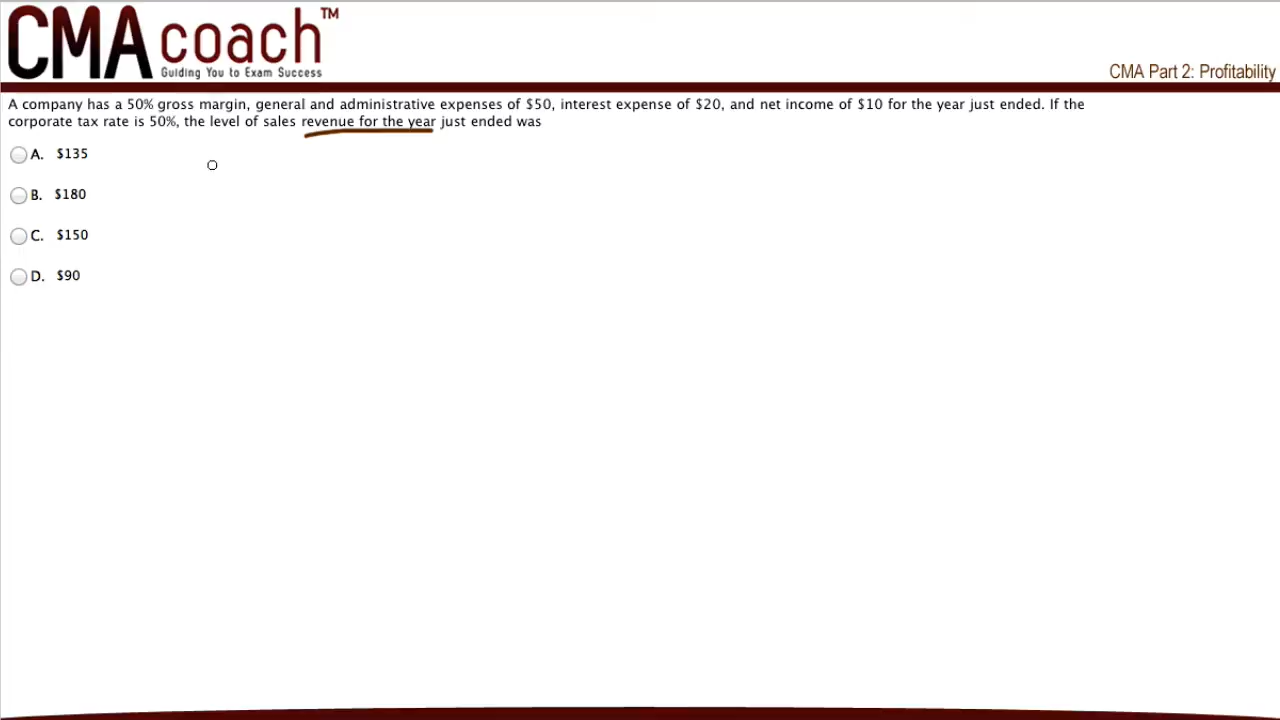 CMAcoach™
Guiding You to Exam Success
CMA Part 2: Profitability
A company has a 50% gross margin, general and administrative expenses of $50, interest expense of $20, and net income of $10 for the year just ended. If the
corporate tax rate is 50%, the level of sales revenue for the year just ended was
A. $135
B. $180
C. $150
D. $90